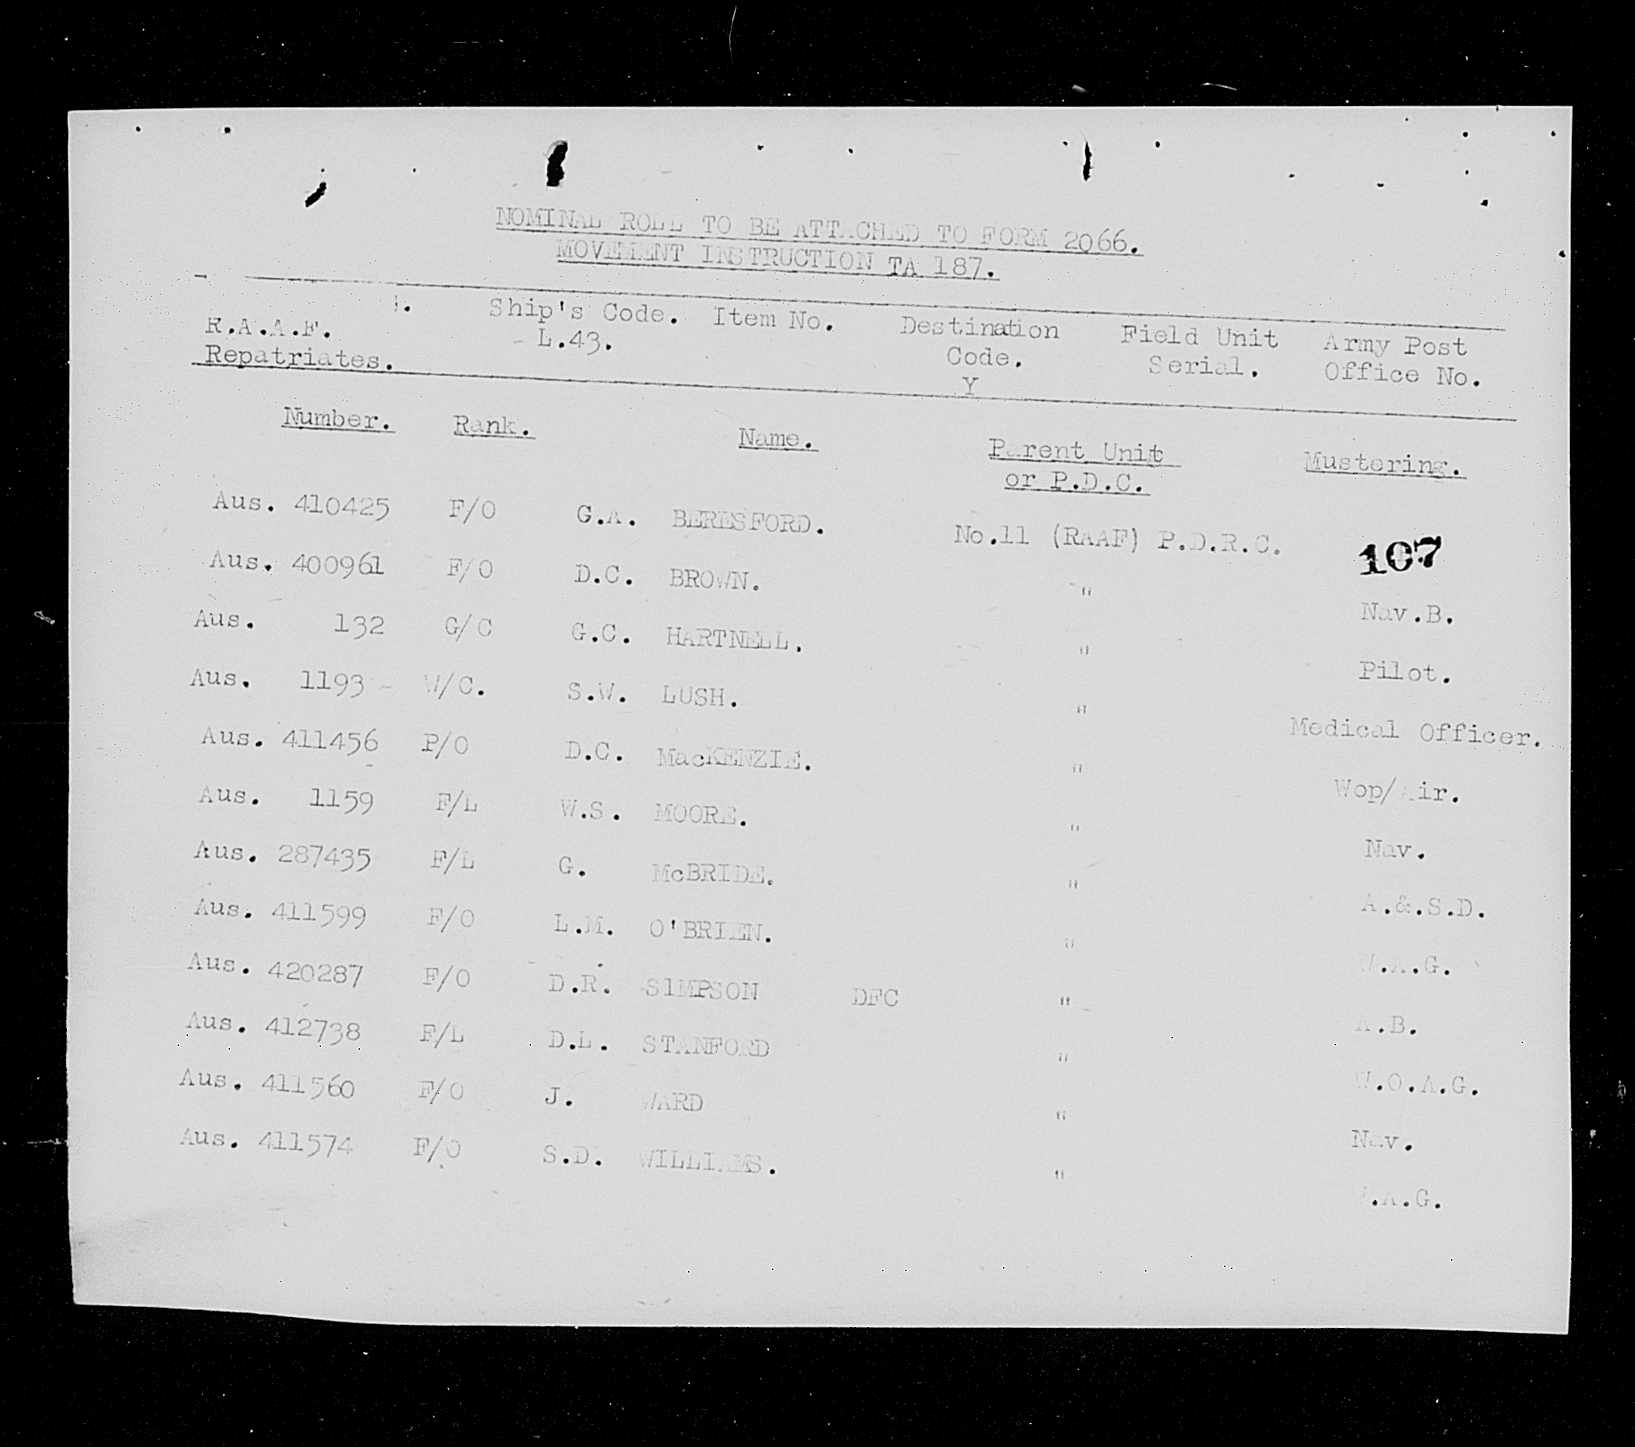 NOMINAL ROLL TO BE ATTACHED TO FORM 2066.
MOVEMENT INSTRUCTION TA 187.
R.A.A.F. Ship's Code. Item No. Destination Field Unit Army Post
Repatriates. L.43. Code. Serial. Office No.
Y
Number. Rank. Name. Parent Unit Mustering.
or P.D.C.
Aus. 410425 F/O G.A. BERESFORD. No.11 (RAAF) P.D.R.C.
107
Aus. 400961 F/O D.C. BROWN. " Nav.B.
Aus. 132 G/C G.C. HARTNELL. " Pilot.
Aus. 1193 W/C. S.W. LUSH. " Medical Officer.
Aus. 411456 P/O D.C. MacKENZIE. " Wop/Air.
Aus. 1159 F/L W.S. MOORE. " Nav.
Aus. 287435 F/L G. McBRIDE. " A.&.S.D.
Aus. 411599 F/O L.M. O'BRIEN. " W.A.G.
Aus. 420287 F/O D.R. SIMPSON DFC " A.B.
Aus. 412738 F/L D.L. STANFORD " W.O.A.G.
Aus. 411560 F/O J. WARD " Nav.
Aus. 411574 F/O S.D. WILLIAMS. " W.A.G.